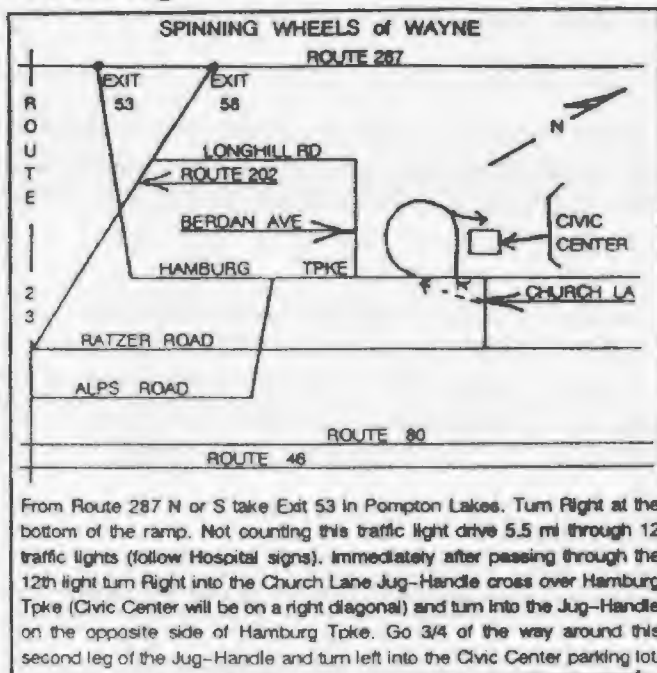 SPINNING WHEELS of WAYNE
ROUTE 287
EXIT 53
EXIT 58
ROUTE 23
N
LONGHILL RD
ROUTE 202
BERDAN AVE
CIVIC CENTER
HAMBURG TPKE
CHURCH LA
RATZER ROAD
ALPS ROAD
ROUTE 80
ROUTE 46
From Route 287 N or S take Exit 53 in Pompton Lakes. Turn Right at the
bottom of the ramp. Not counting this traffic light drive 5.5 mi through 12
traffic lights (follow Hospital signs). Immediately after passing through the
12th light turn Right into the Church Lane Jug-Handle cross over Hamburg
Tpke (Civic Center will be on a right diagonal) and turn into the Jug-Handle
on the opposite side of Hamburg Tpke. Go 3/4 of the way around this
second leg of the Jug-Handle and turn left into the Civic Center parking lot